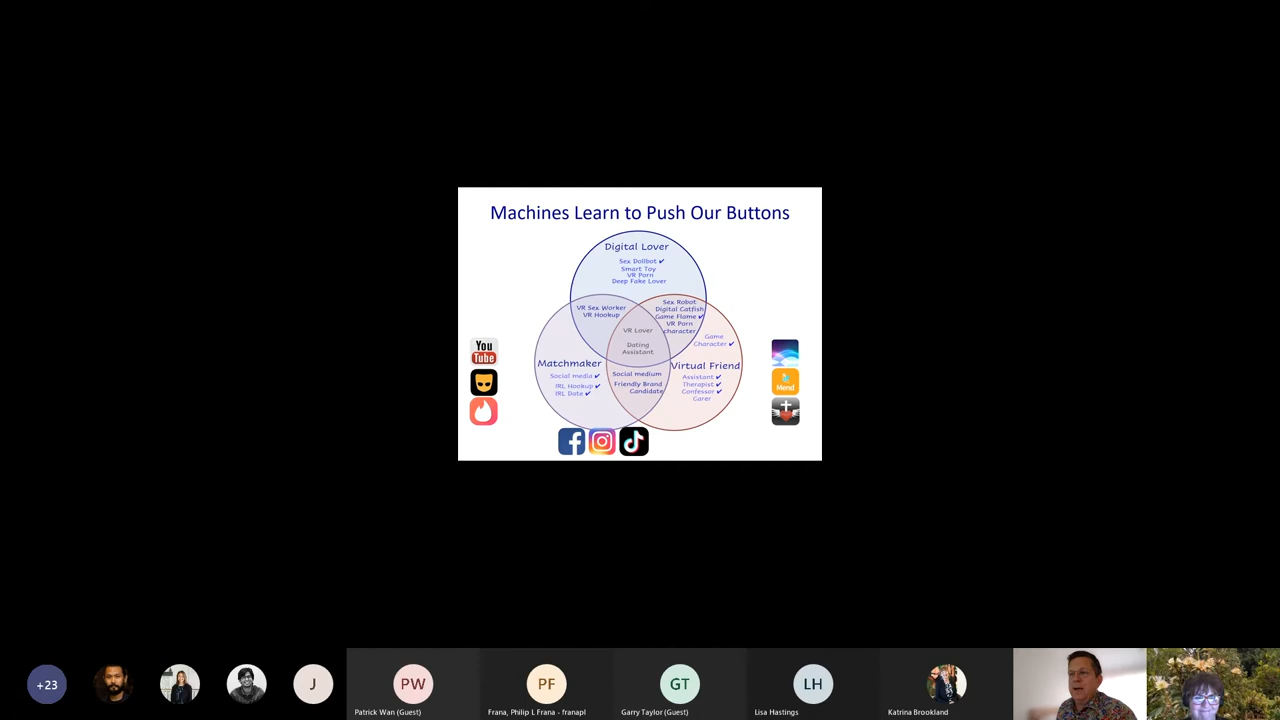 Machines Learn to Push Our Buttons
Digital Lover
Sex Dollbot ✔
Smart Toy
VR Porn
Deep Fake Lover
VR Sex Worker
VR Hookup
Sex Robot
Digital Catfish
Game Flame ✔
VR Porn
character
VR Lover
Dating
Assistant
Game
Character ✔
Matchmaker
Social media ✔
IRL Hookup ✔
IRL Date ✔
Social medium
Friendly Brand
Candidate
Virtual Friend
Assistant ✔
Therapist ✔
Confessor ✔
Carer
You
Tube
Mend
+23
J
PW
PF
GT
LH
Patrick Wan (Guest)
Frana, Philip L Frana - franapl
Garry Taylor (Guest)
Lisa Hastings
Katrina Brookland